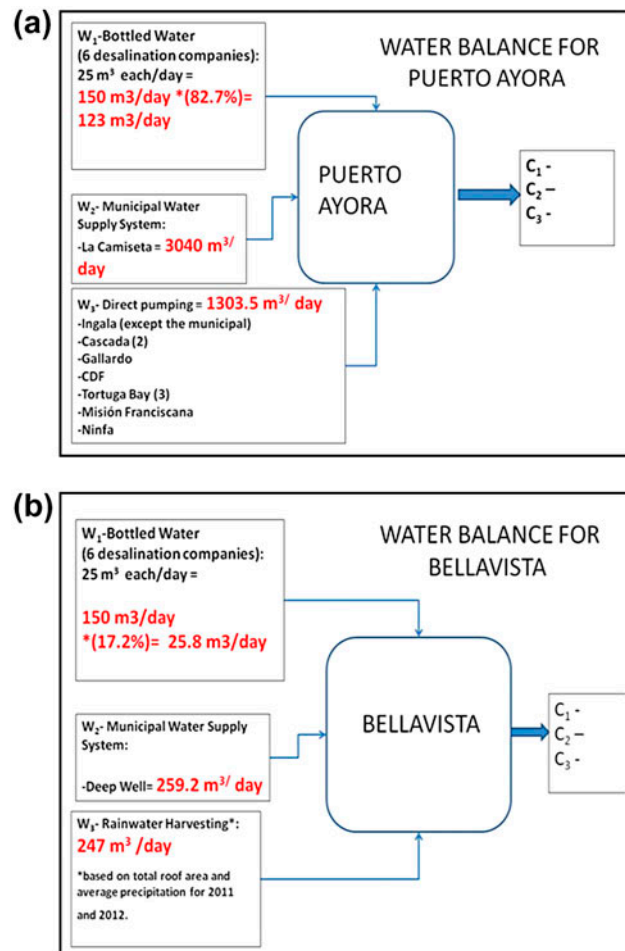 (a)
W₁-Bottled Water
(6 desalination companies):
25 m³ each/day =
150 m3/day *(82.7%)=
123 m3/day
WATER BALANCE FOR
PUERTO AYORA
PUERTO
AYORA
C₁ -
C₂ –
C₃ -
W₂- Municipal Water
Supply System:
-La Camiseta = 3040 m³/
day
W₃- Direct pumping = 1303.5 m³/ day
-Ingala (except the municipal)
-Cascada (2)
-Gallardo
-CDF
-Tortuga Bay (3)
-Misión Franciscana
-Ninfa
(b)
W₁-Bottled Water
(6 desalination companies):
25 m³ each/day =
150 m3/day
*(17.2%)= 25.8 m3/day
WATER BALANCE FOR
BELLAVISTA
BELLAVISTA
C₁ -
C₂ –
C₃ -
W₂- Municipal Water Supply
System:
-Deep Well= 259.2 m³/ day
W₃- Rainwater Harvesting*:
247 m³ /day
*based on total roof area and
average precipitation for 2011
and 2012.